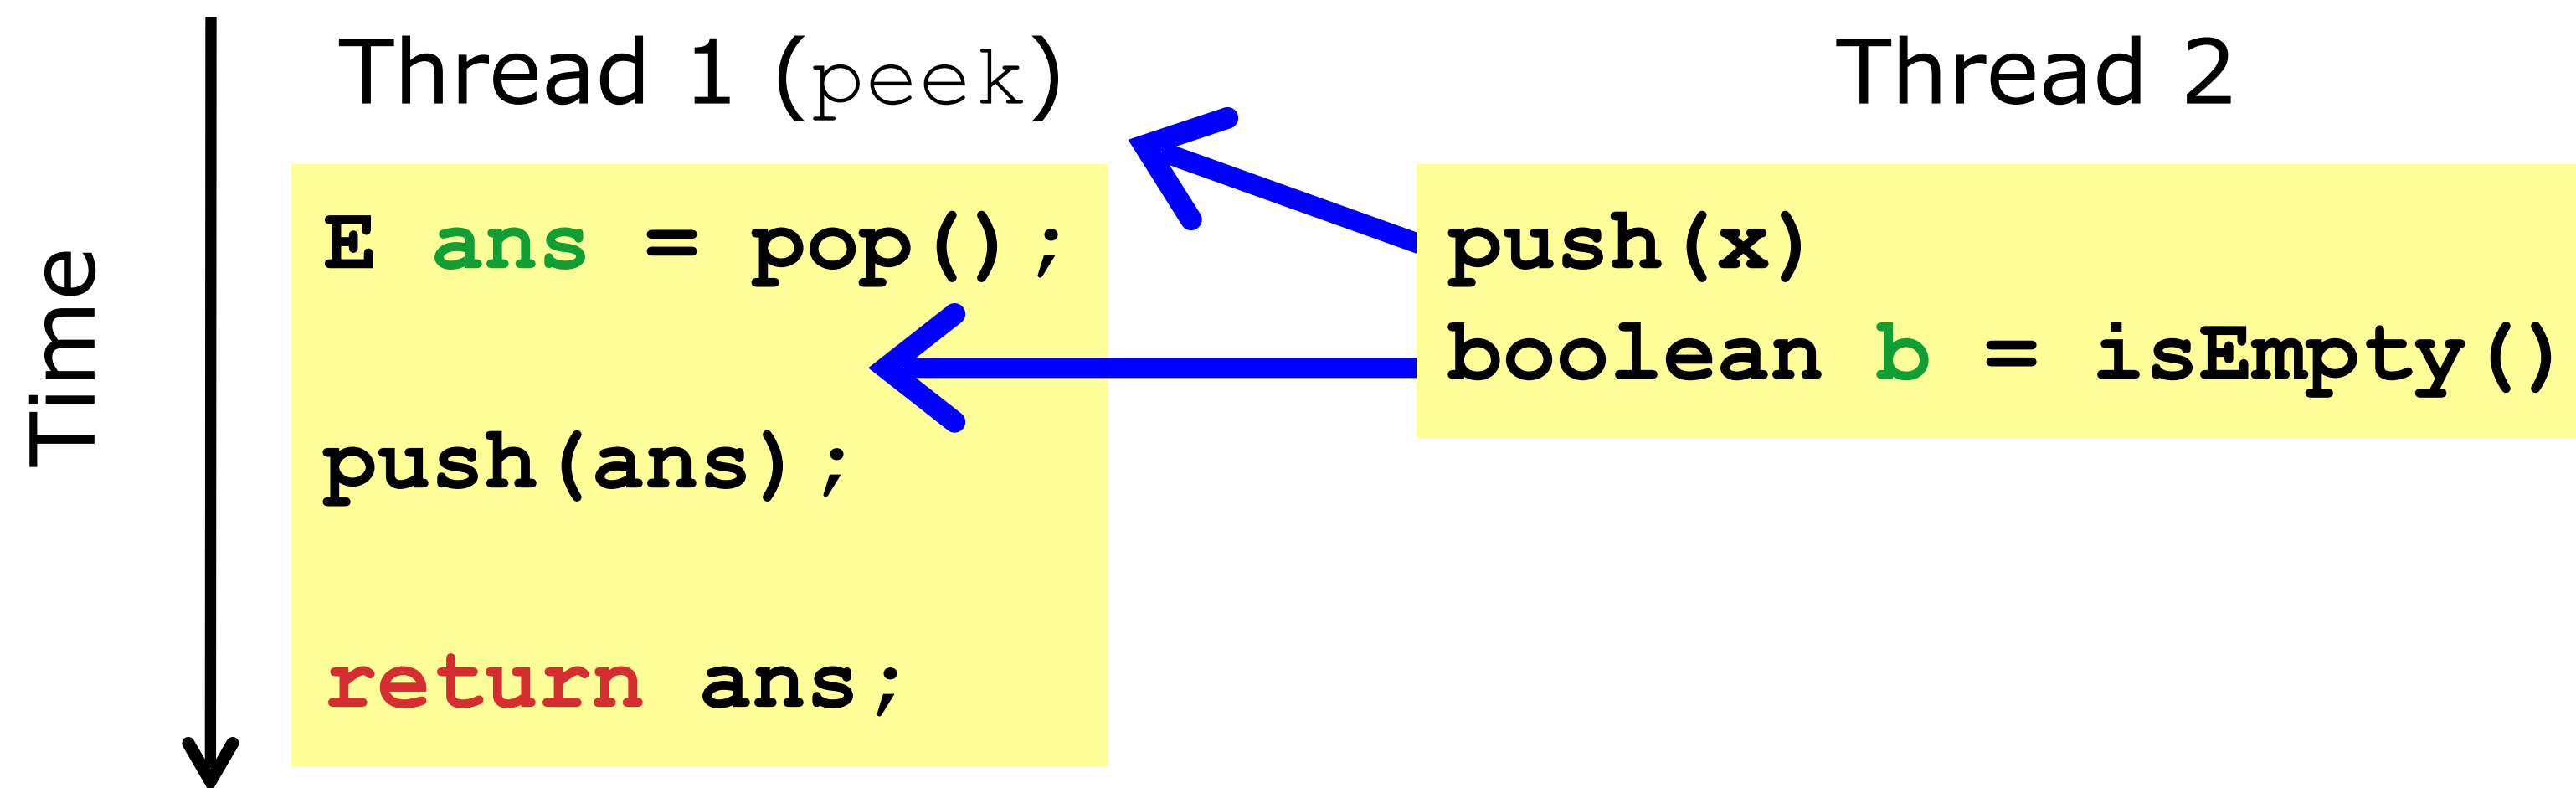 Time
Thread 1 (peek)
E ans = pop();
push(ans);
return ans;
Thread 2
push(x)
boolean b = isEmpty()